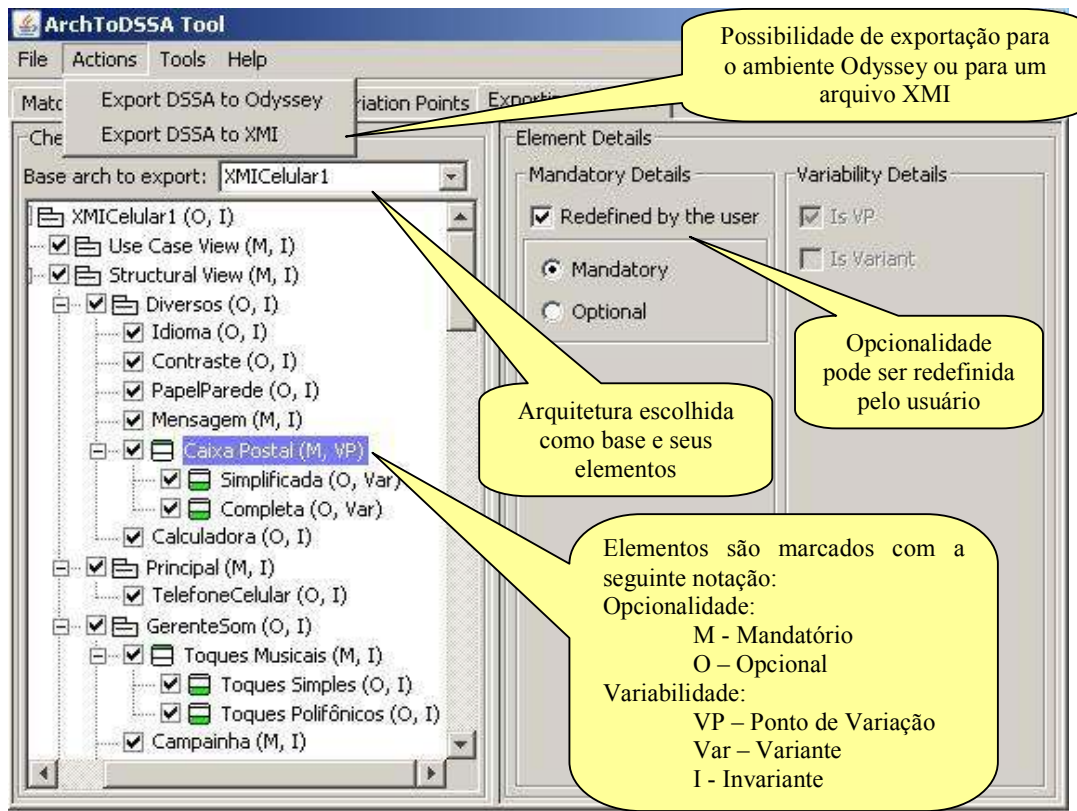 ArchToDSSA Tool
File Actions Tools Help
Export DSSA to Odyssey
Export DSSA to XMI
Possibilidade de exportação para
o ambiente Odyssey ou para um
arquivo XMI
Matc
riation Points
Base arch to export: XMICelular1
XMICelular1 (O, I)
Use Case View (M, I)
Structural View (M, I)
Diversos (O, I)
Idioma (O, I)
Contraste (O, I)
PapelParede (O, I)
Mensagem (M, I)
Caixa Postal (M, VP)
Simplificada (O, Var)
Completa (O, Var)
Calculadora (O, I)
Principal (M, I)
TelefoneCelular (O, I)
GerenteSom (O, I)
Toques Musicais (M, I)
Toques Simples (O, I)
Toques Polifônicos (O, I)
Campainha (M, I)
Element Details
Mandatory Details
Redefined by the user
Mandatory
Optional
Variability Details
Is VP
Is Variant
Opcionalidade
pode ser redefinida
pelo usuário
Arquitetura escolhida
como base e seus
elementos
Elementos são marcados com a
seguinte notação:
Opcionalidade:
M - Mandatório
O – Opcional
Variabilidade:
VP – Ponto de Variação
Var – Variante
I - Invariante